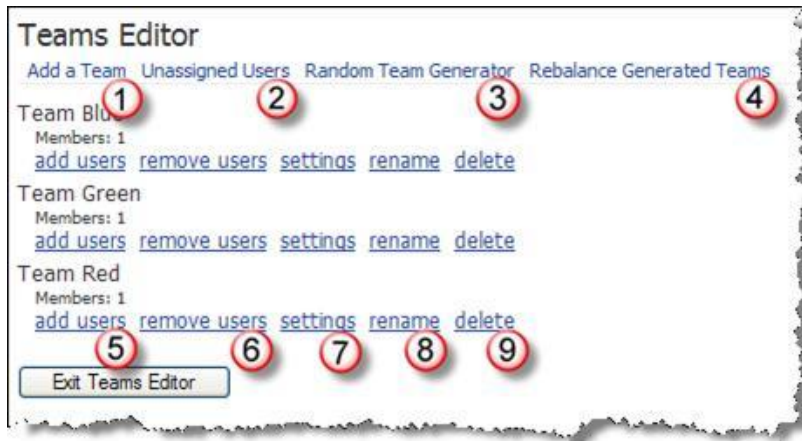 Teams Editor
Add a Team Unassigned Users Random Team Generator Rebalance Generated Teams
1 2 3 4
Team Blue
Members: 1
add users remove users settings rename delete
Team Green
Members: 1
add users remove users settings rename delete
Team Red
Members: 1
add users remove users settings rename delete
5 6 7 8 9
Exit Teams Editor